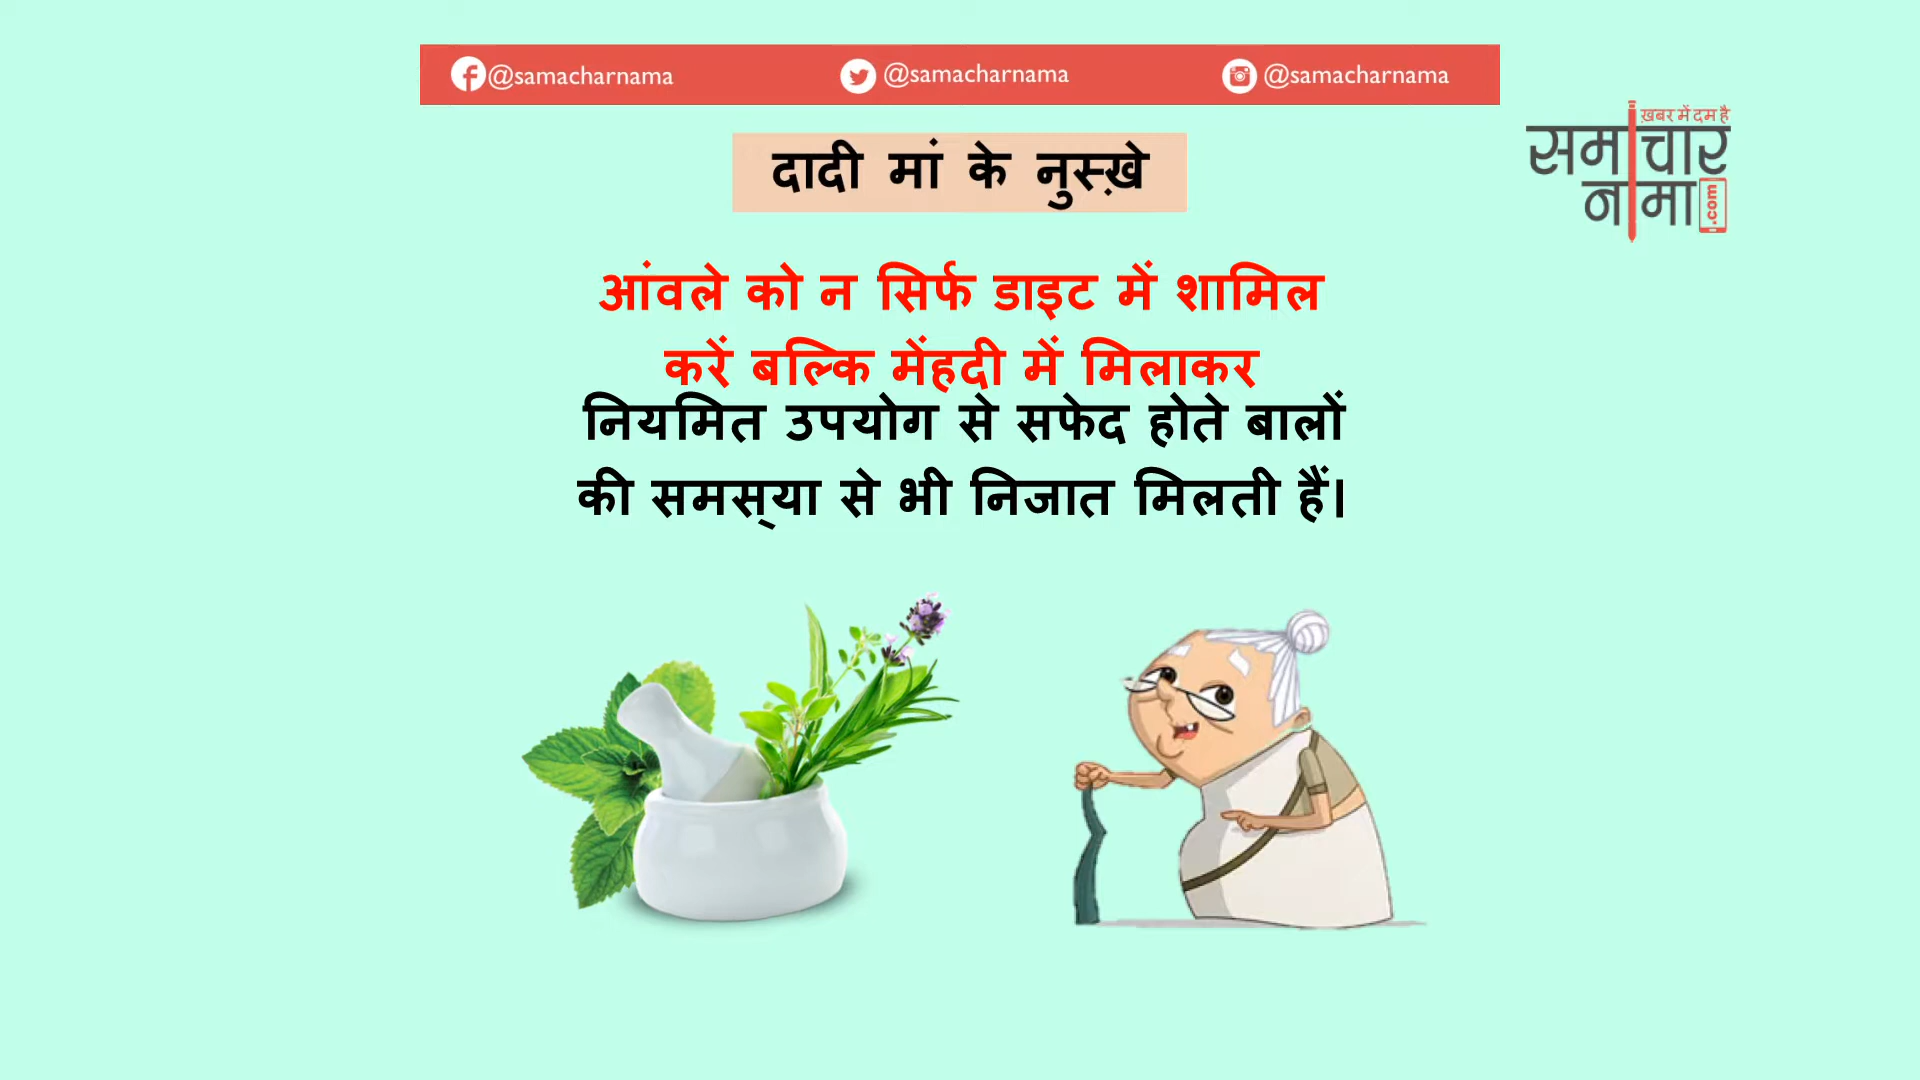 @samacharnama @samacharnama @samacharnama
ख़बर में दम है
समाचार
नामा.com
दादी मां के नुस्ख़े
आंवले को न सिर्फ डाइट में शामिल
करें बल्कि मेंहदी में मिलाकर
नियमित उपयोग से सफेद होते बालों
की समस्‌या से भी निजात मिलती हैं।